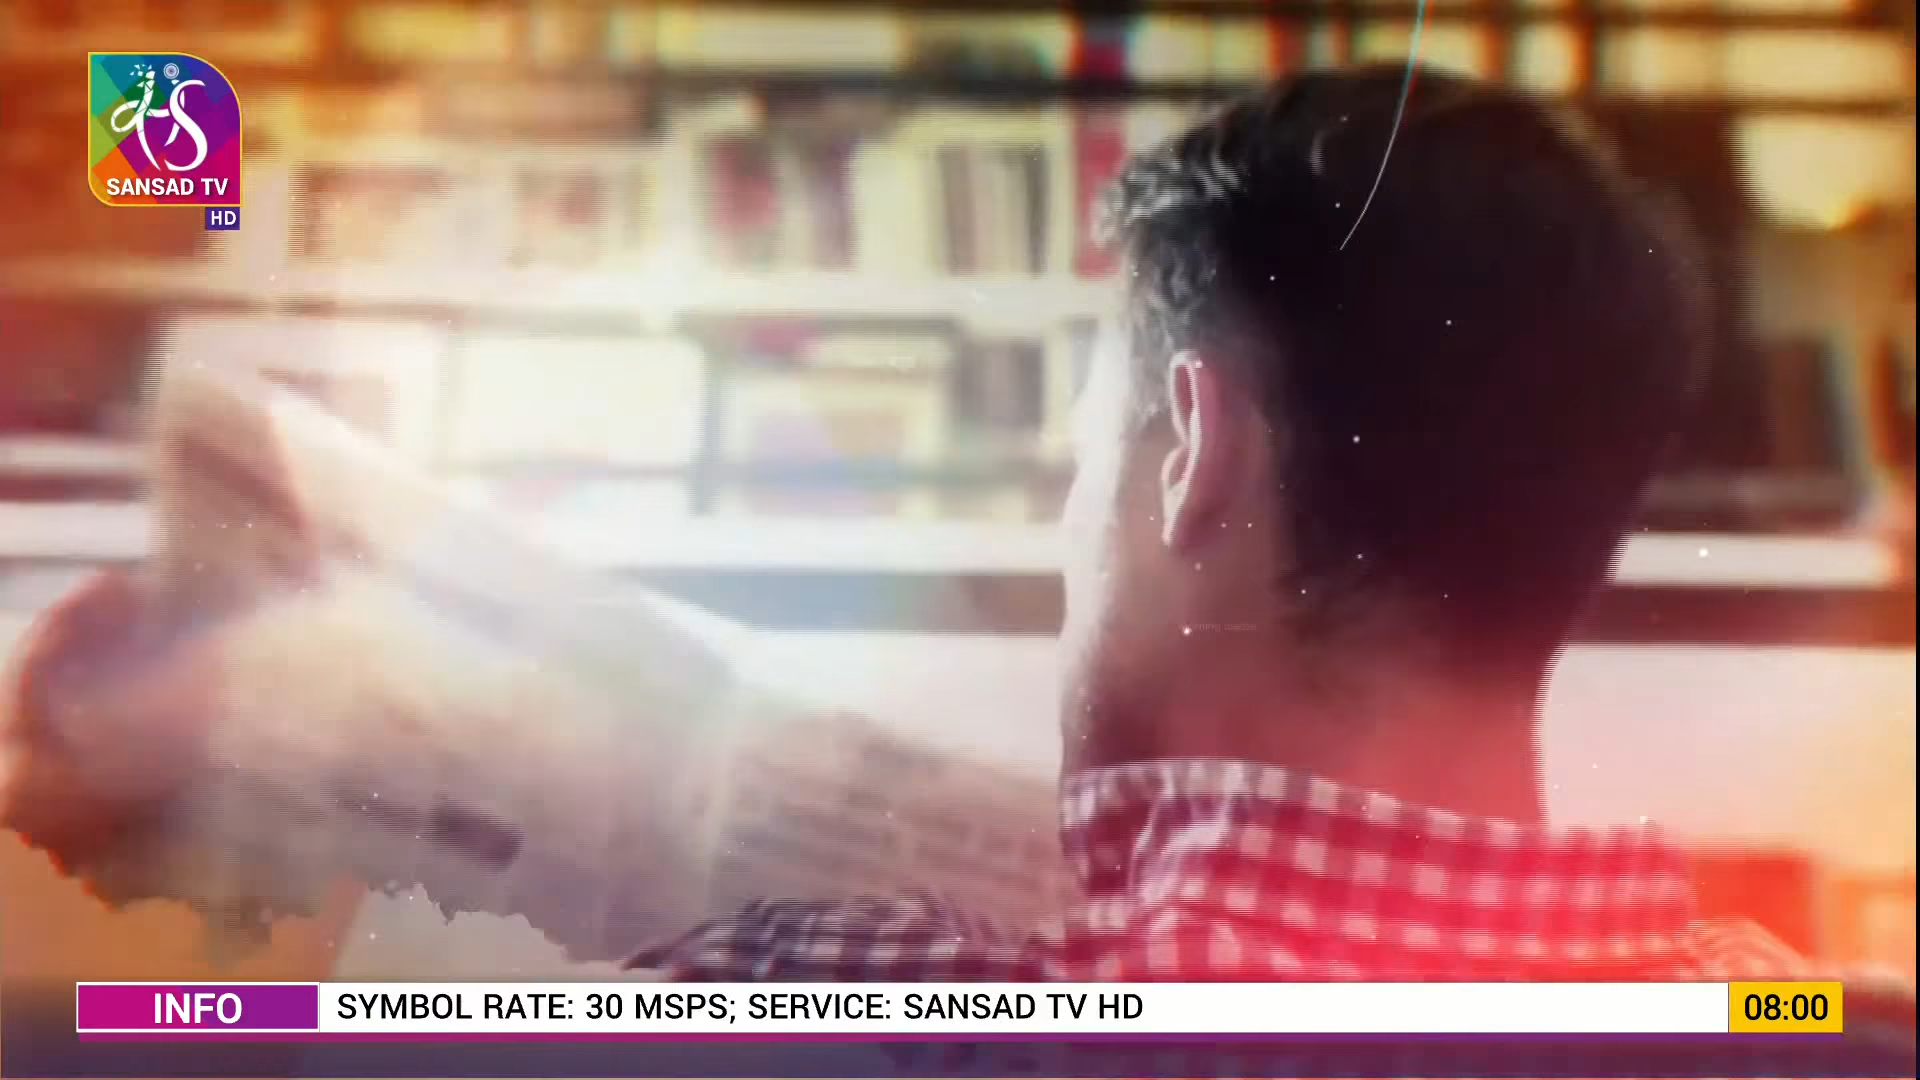 SANSAD TV
HD
INFO
SYMBOL RATE: 30 MSPS; SERVICE: SANSAD TV HD
08:00